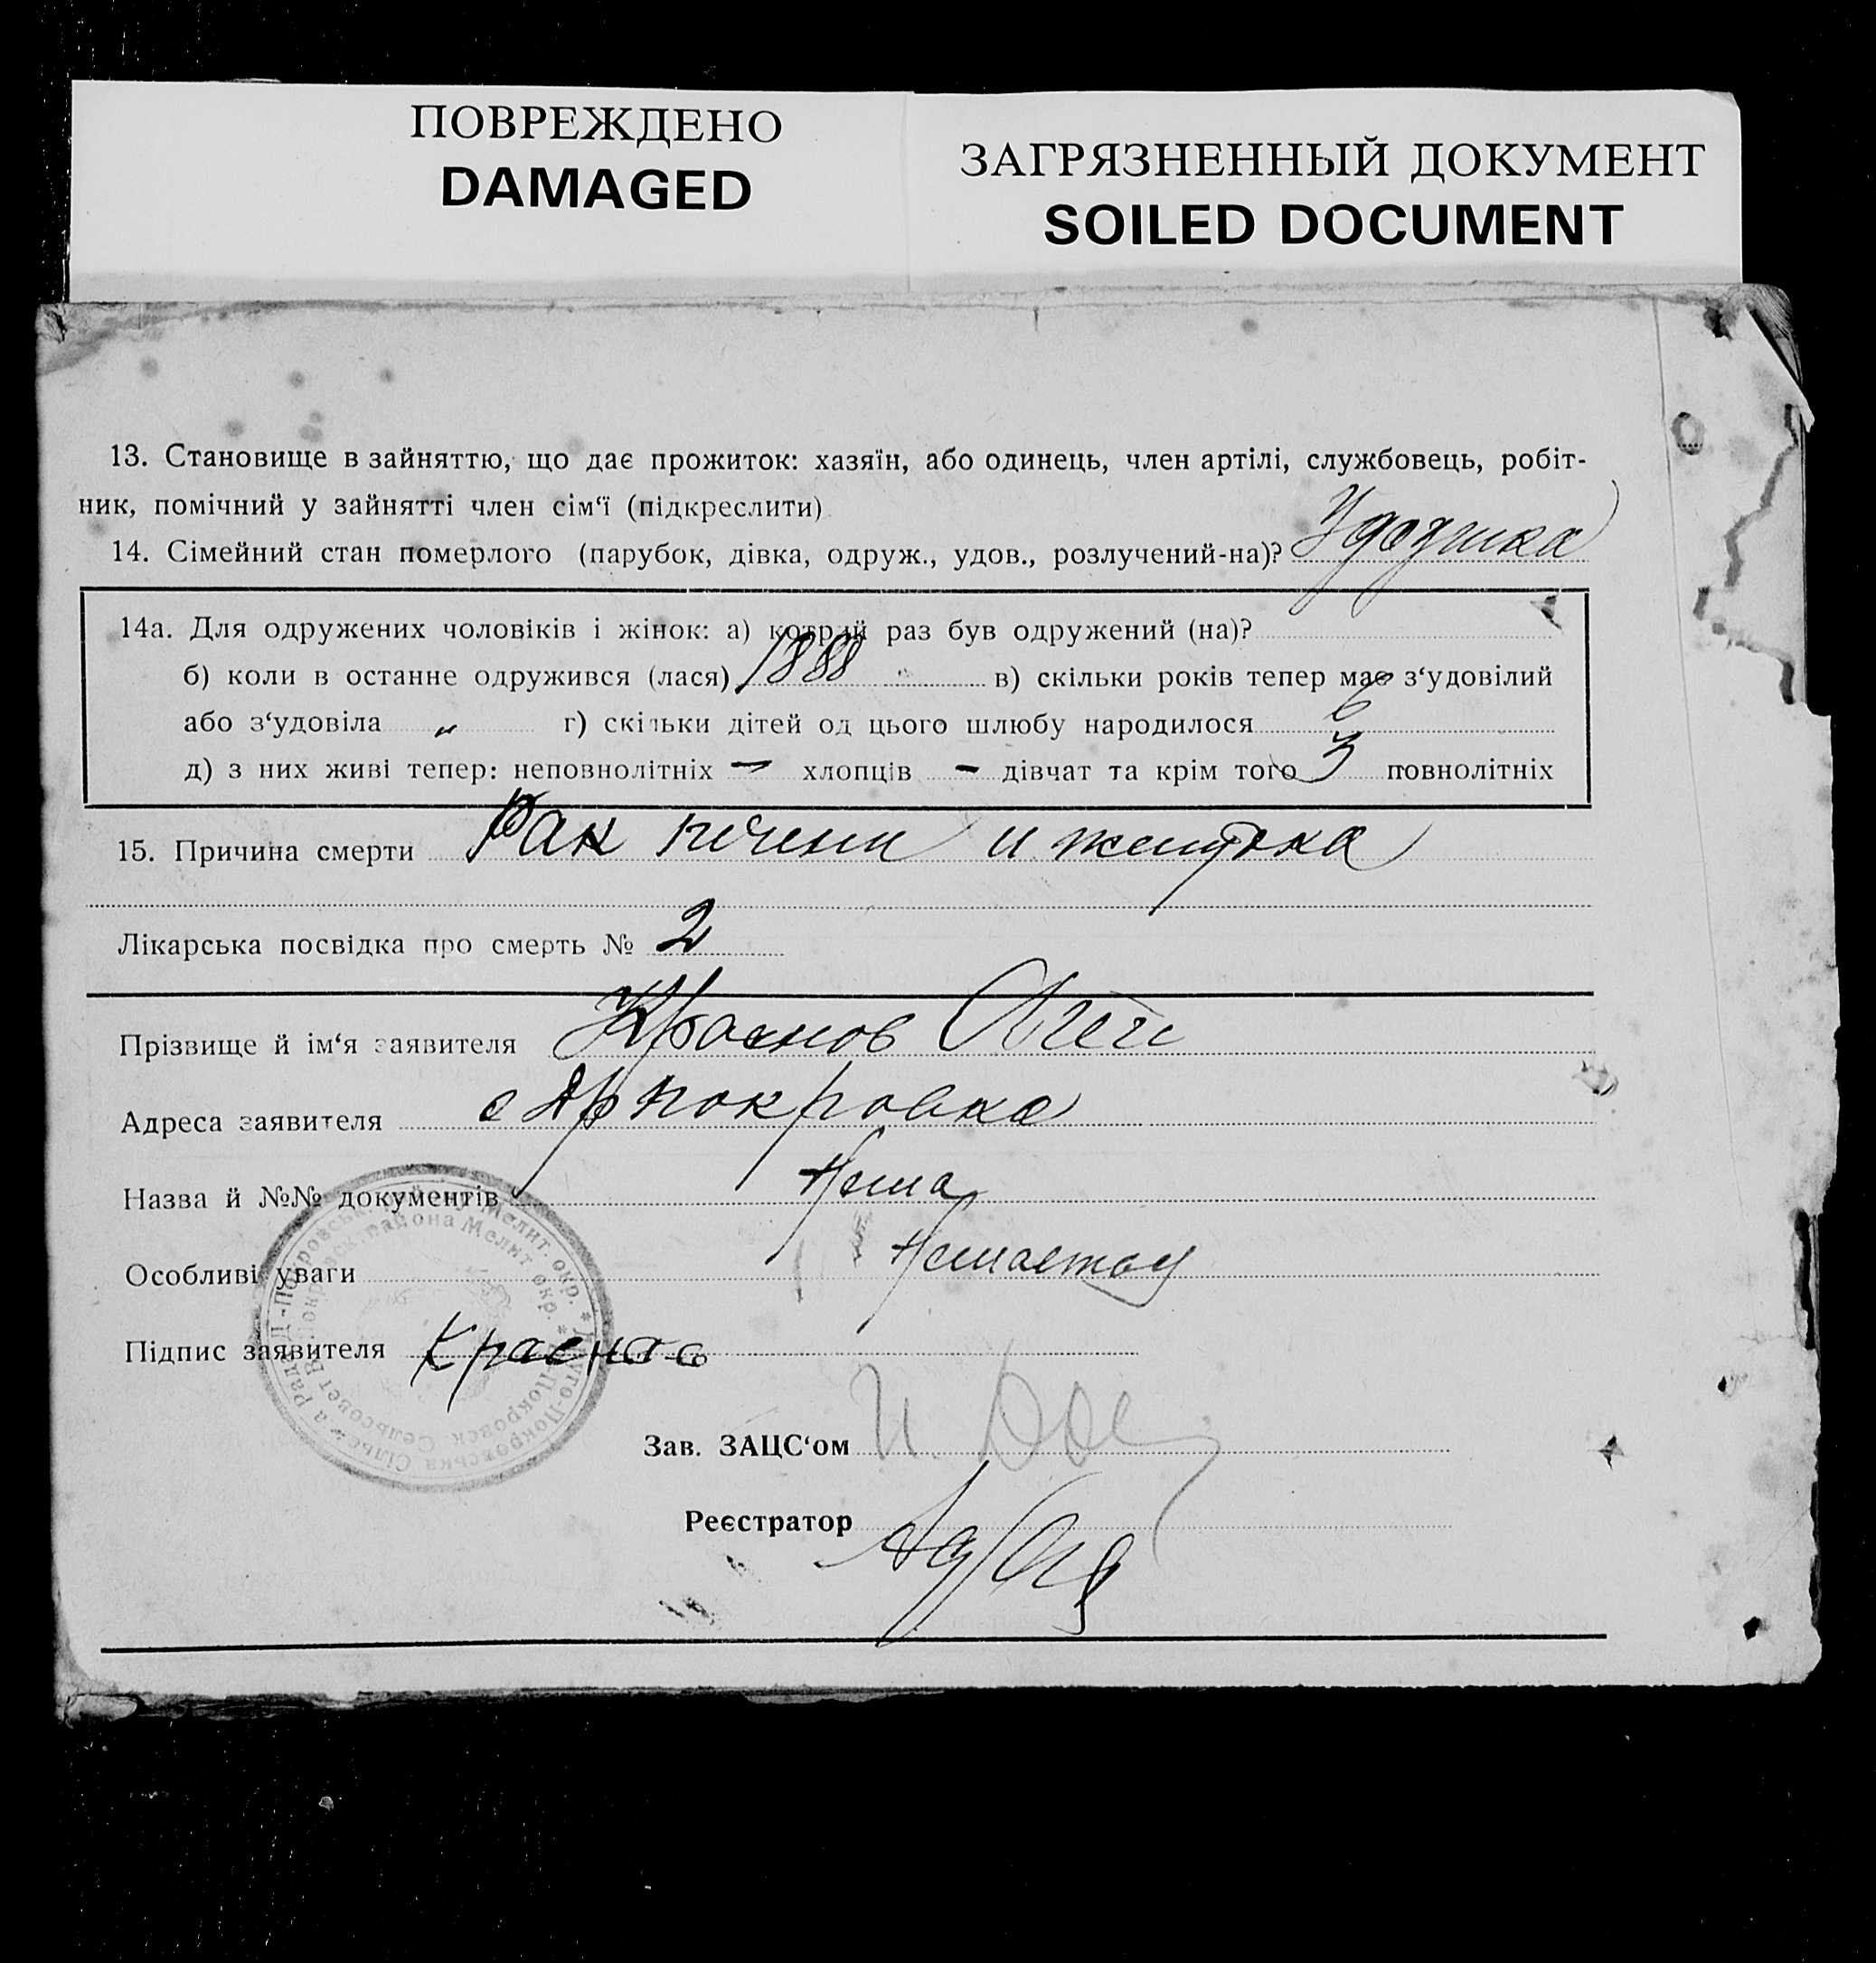 ПОВРЕЖДЕНО
DAMAGED
ЗАГРЯЗНЕННЫЙ ДОКУМЕНТ
SOILED DOCUMENT
13. Становище в зайняттю, що дає прожиток: хазяїн, або одинець, член артілі, службовець, робіт-
ник, помічний у зайнятті член сім‘ї (підкреслити)
14. Сімейний стан померлого (парубок, дівка, одруж., удов., розлучений-на)?
14а. Для одружених чоловіків і жінок: а) котрий раз був одружений (на)?
б) коли в останне одружився (лася) 1888 в) скільки років тепер має з‘удовілий
або з‘удовіла „ г) скільки дітей од цього шлюбу народилося 6
д) з них живі тепер: неповнолітніх — хлопців - дівчат та крім того 3 повнолітніх
15. Причина смерти Рак печени и желудка
Лікарська посвідка про смерть № 2
Прізвище й ім‘я заявителя Краснов
Адреса заявителя с покровка
Назва й №№ документів Нема
Особливі уваги
Підпис заявителя Краснов
Зав. ЗАЦС‘ом
Реєстратор